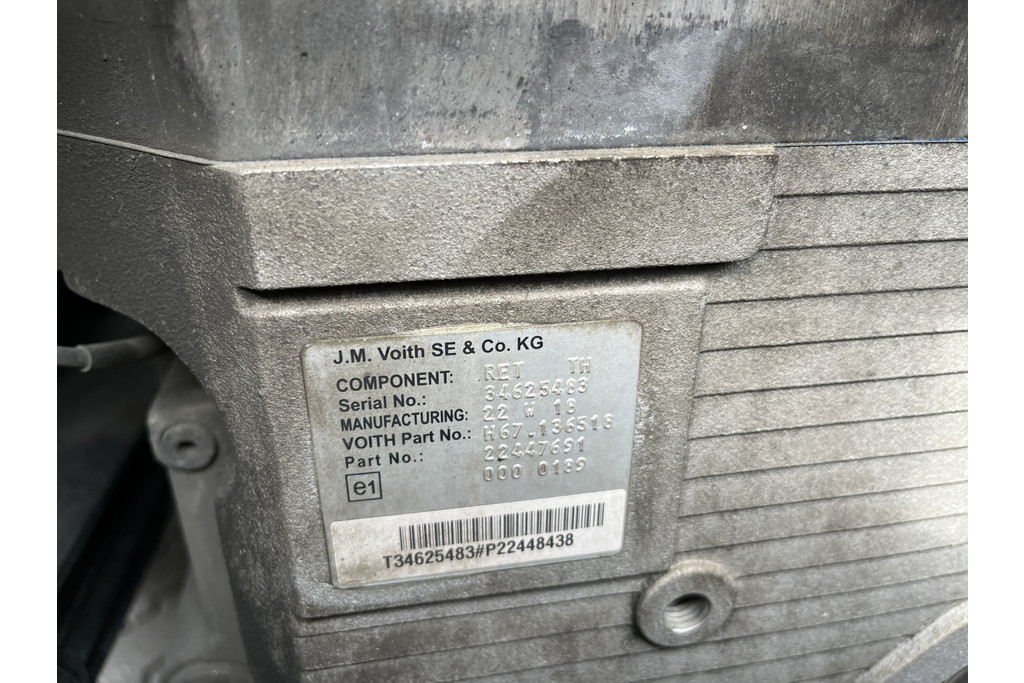 J.M. Voith SE & Co. KG
COMPONENT: RET TH
Serial No.: 34625483
MANUFACTURING: 22 W 18
VOITH Part No.: H67.136518
Part No.: 22447691
e1 000 0139
T34625483#P22448438